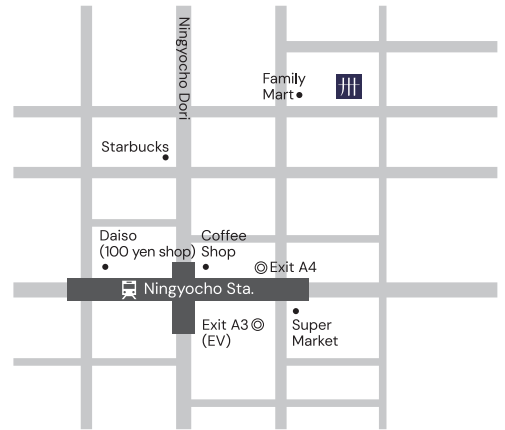 Ningyocho Dori
Family
Mart
Starbucks
Daiso
(100 yen shop)
Coffee
Shop
Exit A4
Ningyocho Sta.
Exit A3
(EV)
Super
Market